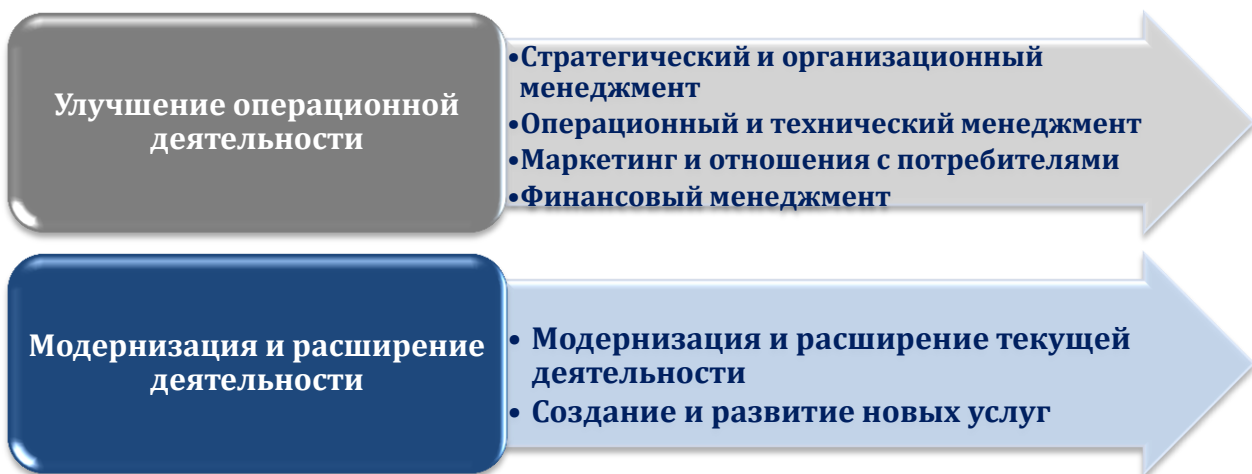 Улучшение операционной
деятельности
•Стратегический и организационный
менеджмент
•Операционный и технический менеджмент
•Маркетинг и отношения с потребителями
•Финансовый менеджмент
Модернизация и расширение
деятельности
• Модернизация и расширение текущей
деятельности
• Создание и развитие новых услуг